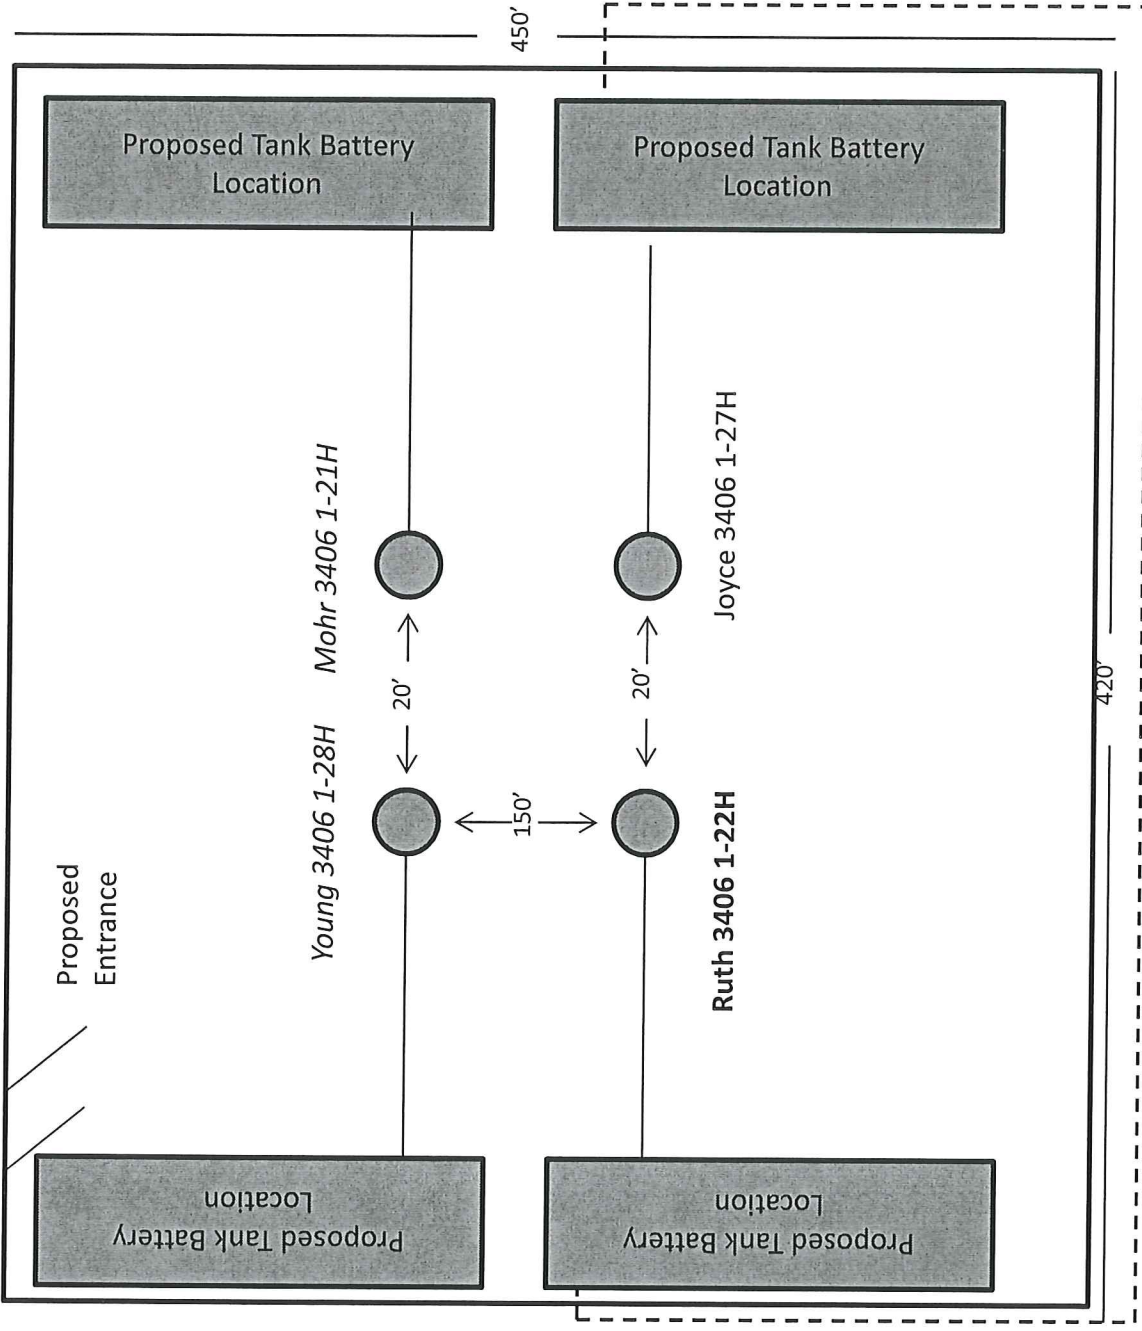 450'
Proposed Tank Battery
Location
Proposed Tank Battery
Location
Mohr 3406 1-21H
Joyce 3406 1-27H
20'
20'
Young 3406 1-28H
150'
Ruth 3406 1-22H
420'
Proposed
Entrance
Proposed Tank Battery
Location
Proposed Tank Battery
Location